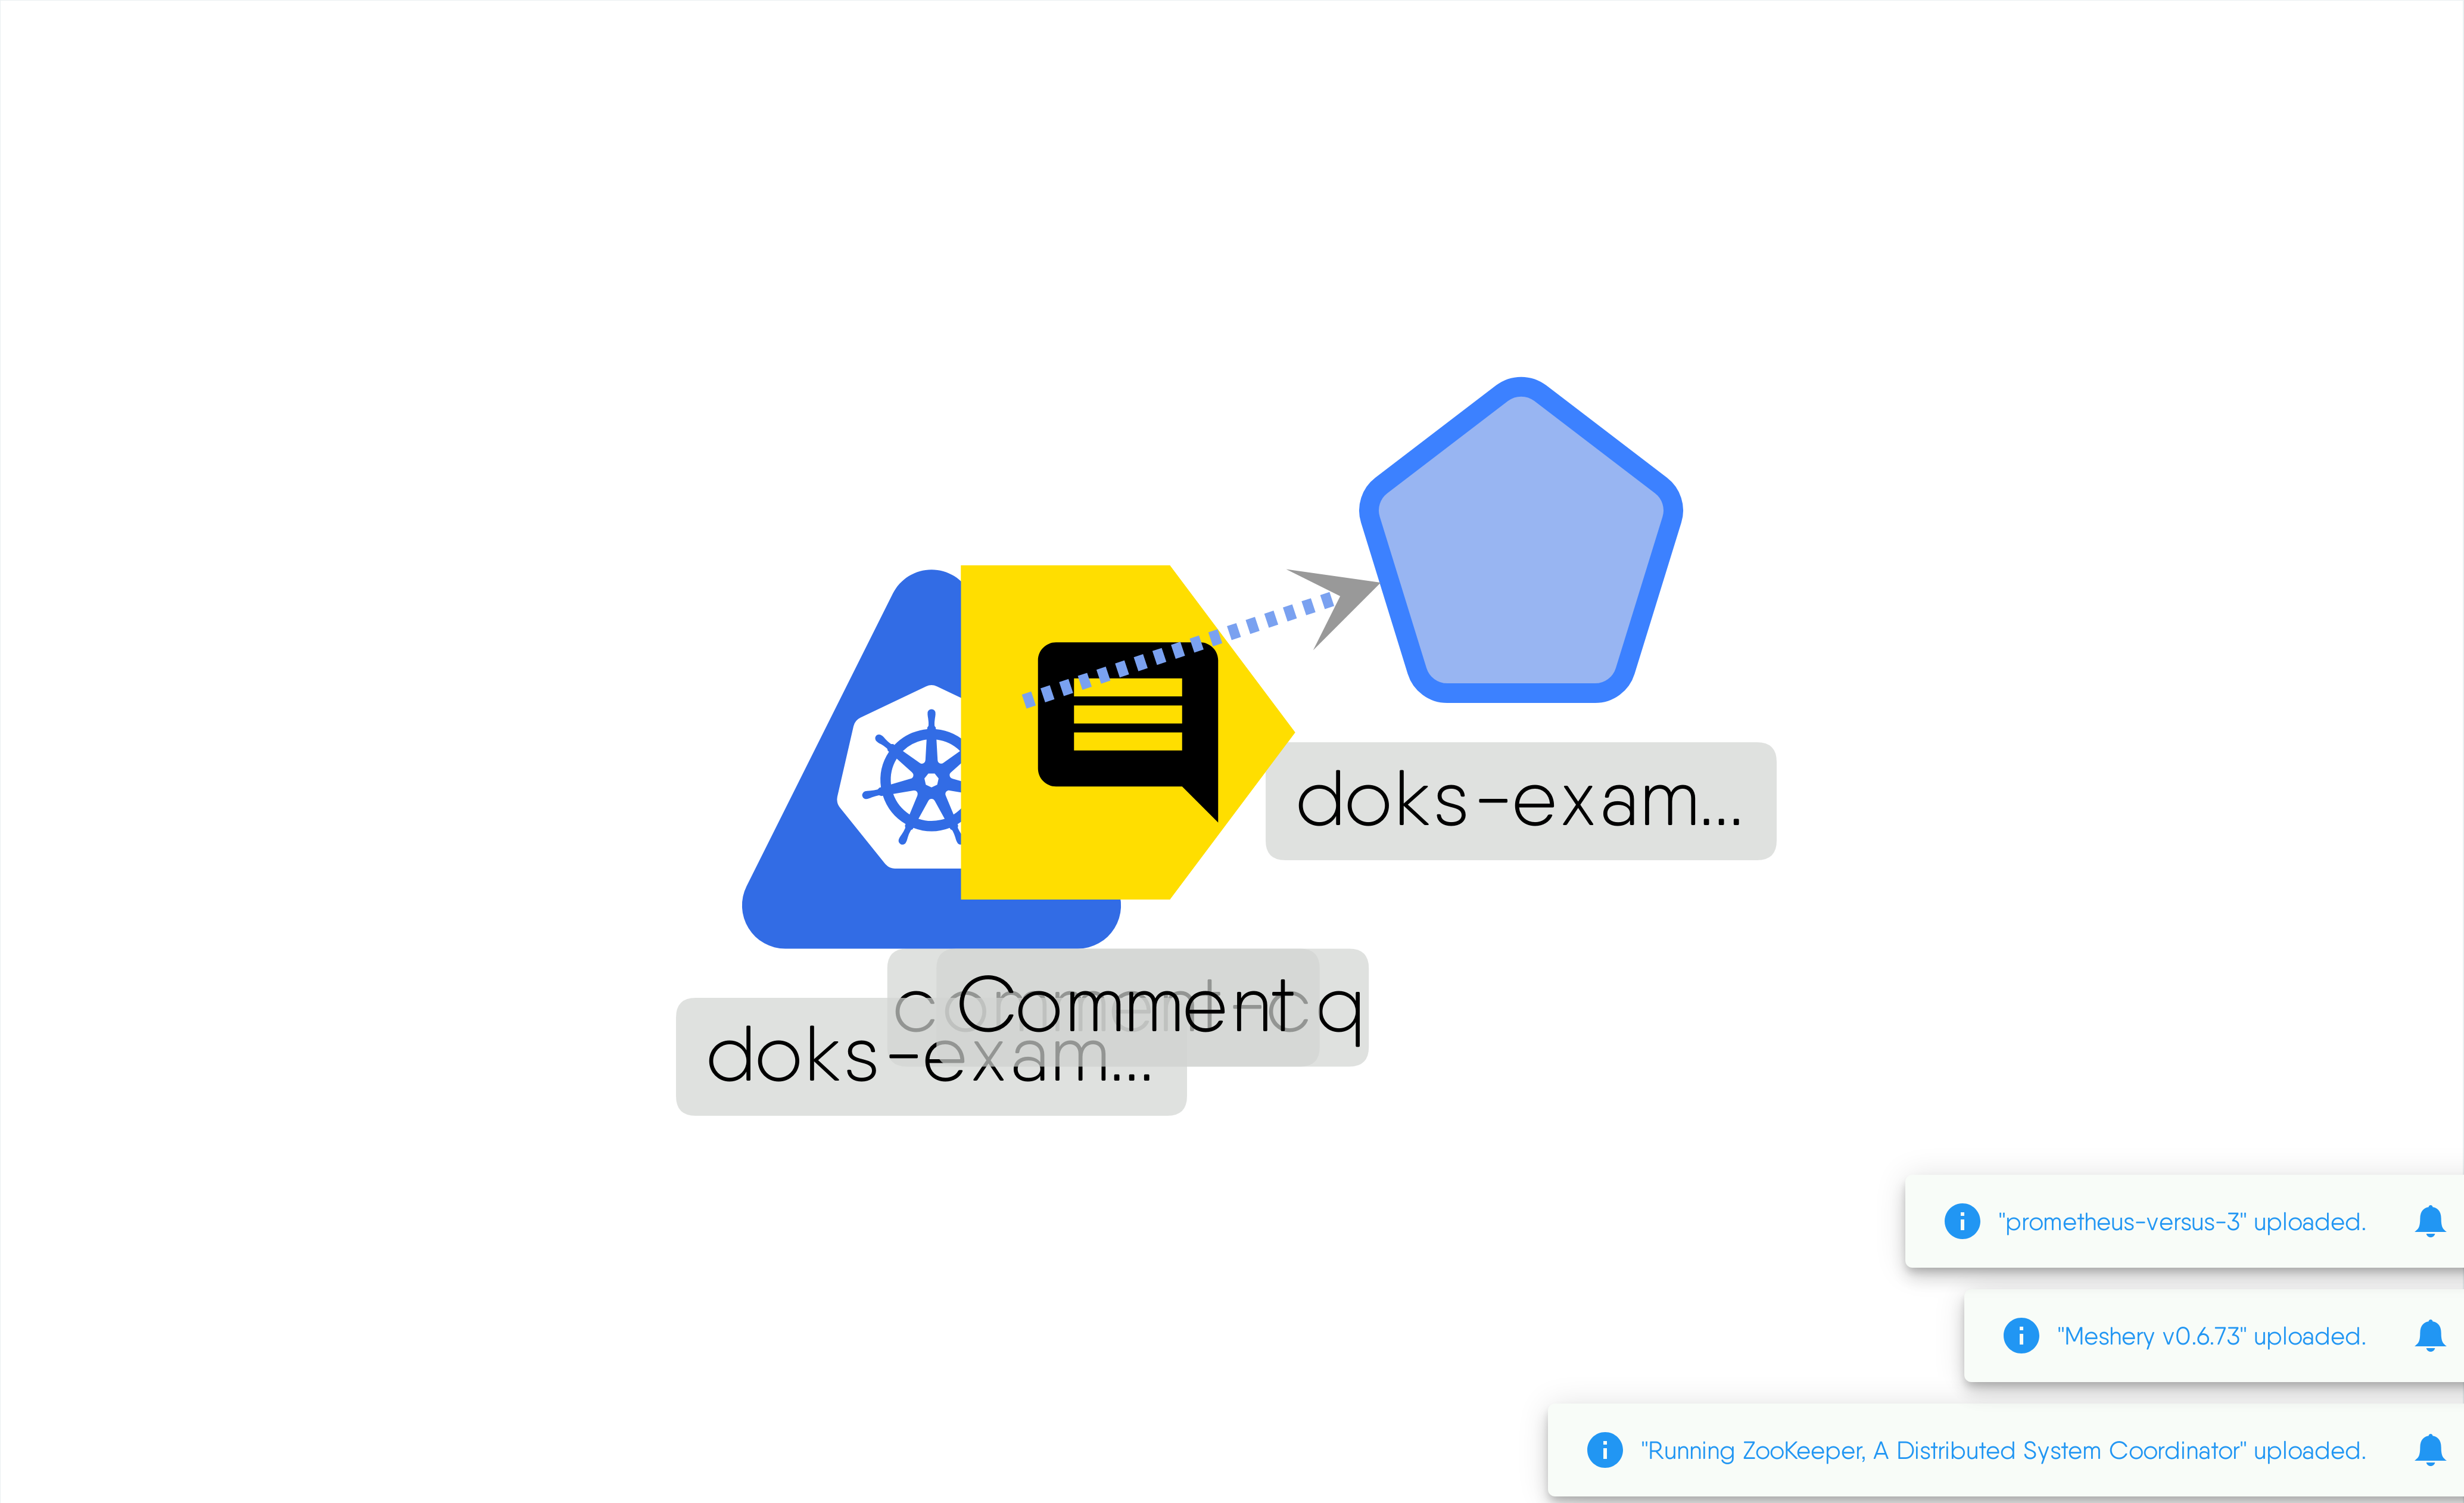 doks-exam...
Comment
doks-exam...
"prometheus-versus-3" uploaded.
"Meshery v0.6.73" uploaded.
"Running ZooKeeper, A Distributed System Coordinator" uploaded.